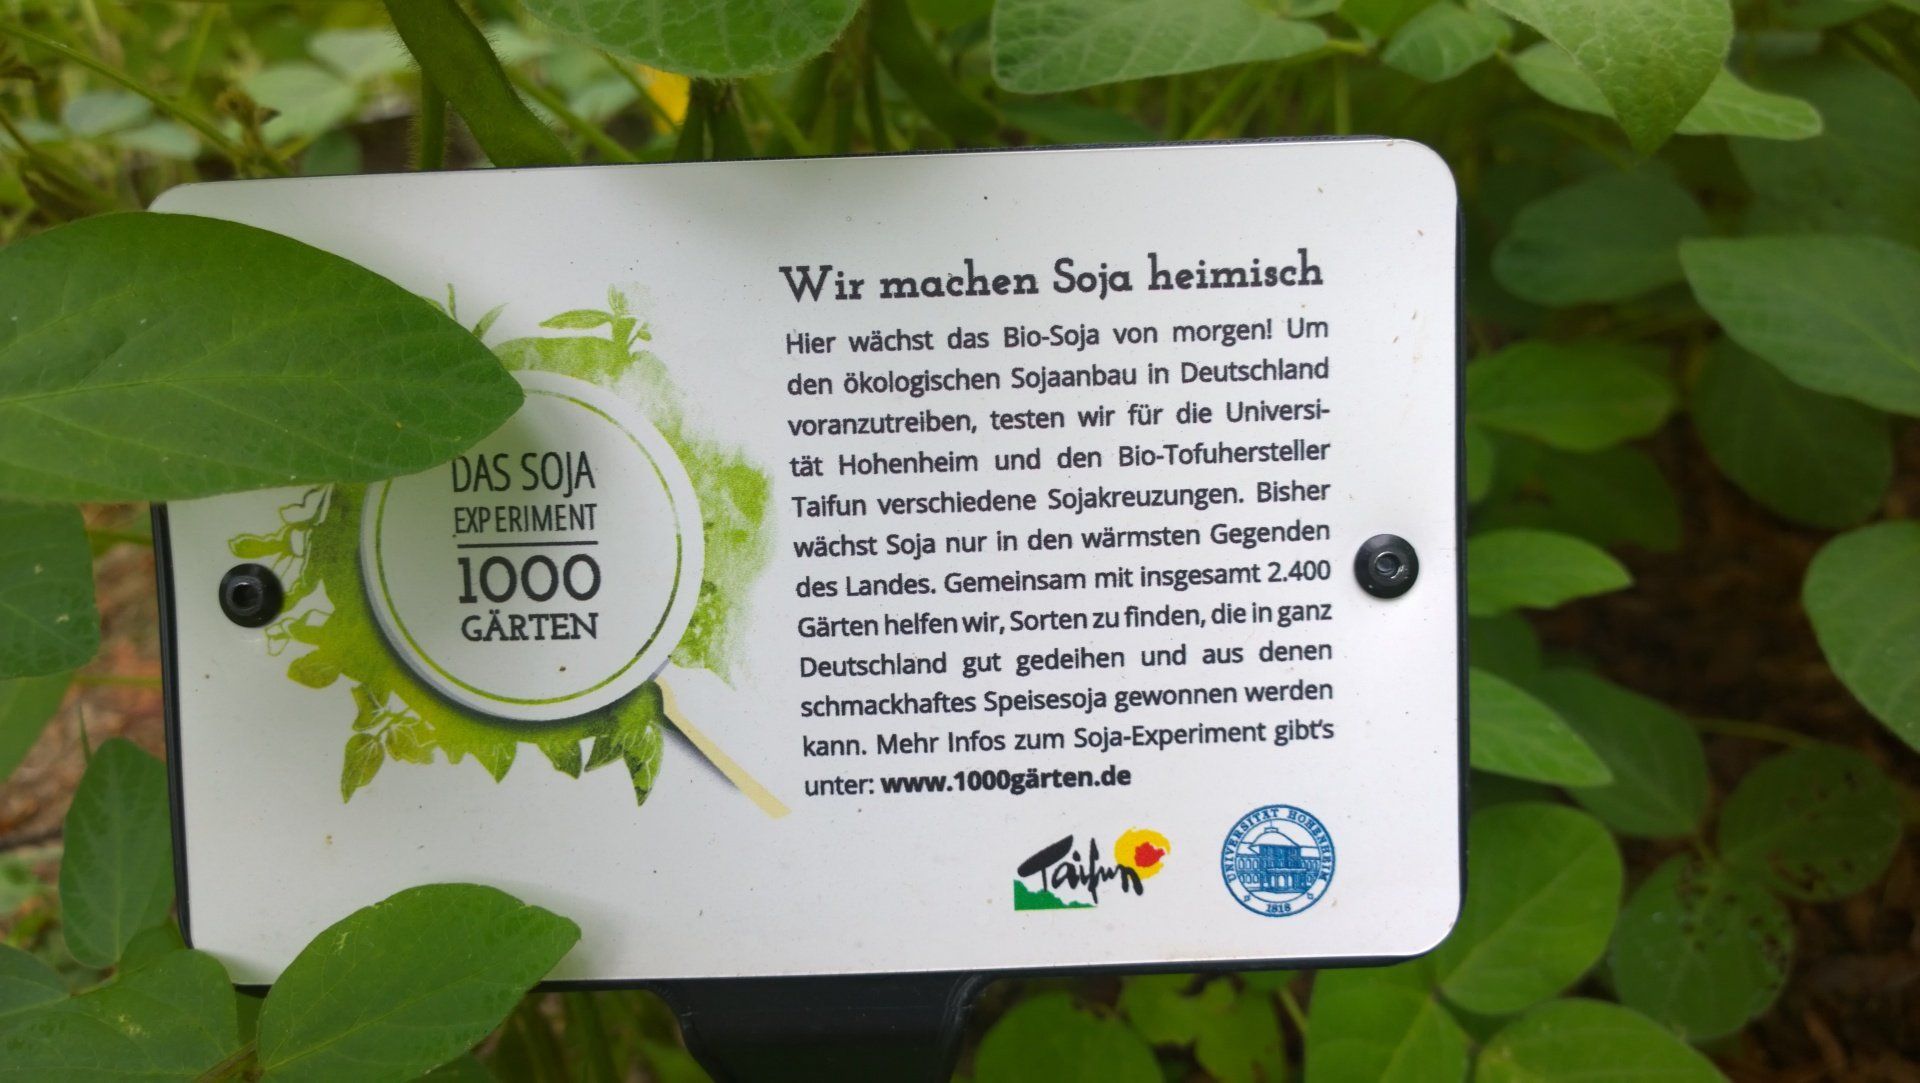 DAS SOJA
EXPERIMENT
1000
GÄRTEN
Wir machen Soja heimisch
Hier wächst das Bio-Soja von morgen! Um
den ökologischen Sojaanbau in Deutschland
voranzutreiben, testen wir für die Universi-
tät Hohenheim und den Bio-Tofuhersteller
Taifun verschiedene Sojakreuzungen. Bisher
wächst Soja nur in den wärmsten Gegenden
des Landes. Gemeinsam mit insgesamt 2.400
Gärten helfen wir, Sorten zu finden, die in ganz
Deutschland gut gedeihen und aus denen
schmackhaftes Speisesoja gewonnen werden
kann. Mehr Infos zum Soja-Experiment gibt's
unter: www.1000gärten.de
Taifun
UNIVERSITÄT HOHENHEIM
1818